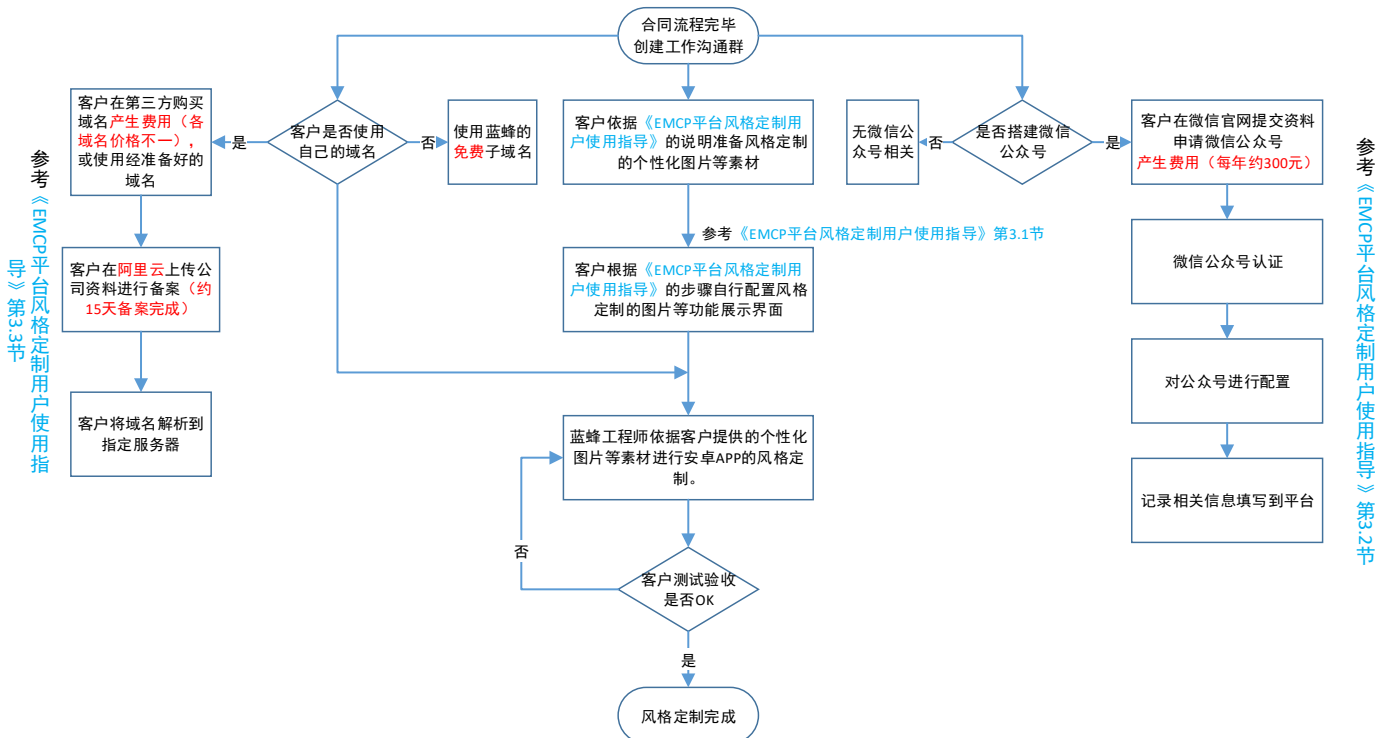 合同流程完毕
创建工作沟通群
客户在第三方购买
域名产生费用（各
域名价格不一），
或使用经准备好的
域名
是
客户是否使用
自己的域名
否
使用蓝蜂的
免费子域名
客户依据《EMCP平台风格定制用
户使用指导》的说明准备风格定制
的个性化图片等素材
无微信公
众号相关
否
是否搭建微信
公众号
是
客户在微信官网提交资料
申请微信公众号
产生费用（每年约300元）
参考《EMCP平台风格定制用户使用指
导》第3.3节
参考《EMCP平台风格定制用户使用指导》第3.2节
参考《EMCP平台风格定制用户使用指导》第3.1节
客户在阿里云上传公
司资料进行备案（约
15天备案完成）
客户根据《EMCP平台风格定制用
户使用指导》的步骤自行配置风格
定制的图片等功能展示界面
微信公众号认证
对公众号进行配置
客户将域名解析到
指定服务器
蓝蜂工程师依据客户提供的个性化
图片等素材进行安卓APP的风格定
制。
记录相关信息填写到平台
否
客户测试验收
是否OK
是
风格定制完成